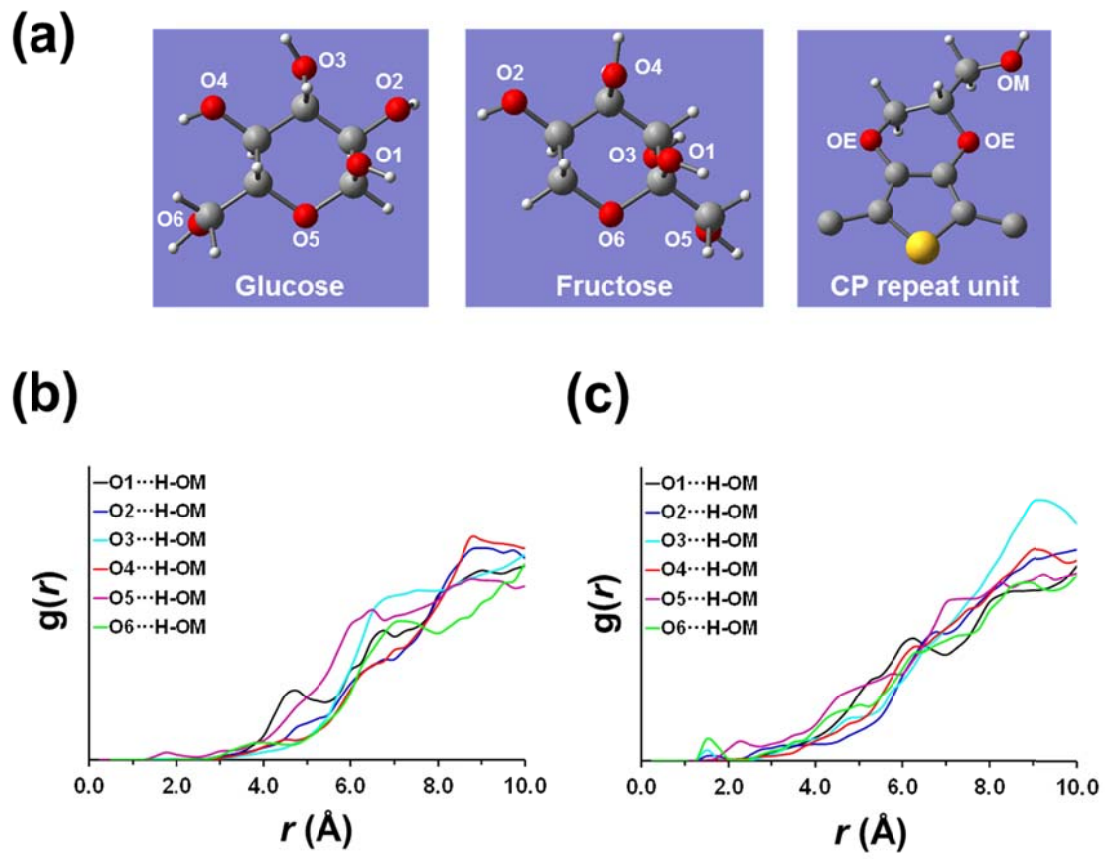 (a)
O3
O4
O2
O1
O6
O5
Glucose
O4
O2
O3
O1
O6
O5
Fructose
OM
OE
OE
CP repeat unit
(b)
O1···H-OM
O2···H-OM
O3···H-OM
O4···H-OM
O5···H-OM
O6···H-OM
g(r)
0.0 2.0 4.0 6.0 8.0 10.0
r (Å)
(c)
O1···H-OM
O2···H-OM
O3···H-OM
O4···H-OM
O5···H-OM
O6···H-OM
g(r)
0.0 2.0 4.0 6.0 8.0 10.0
r (Å)